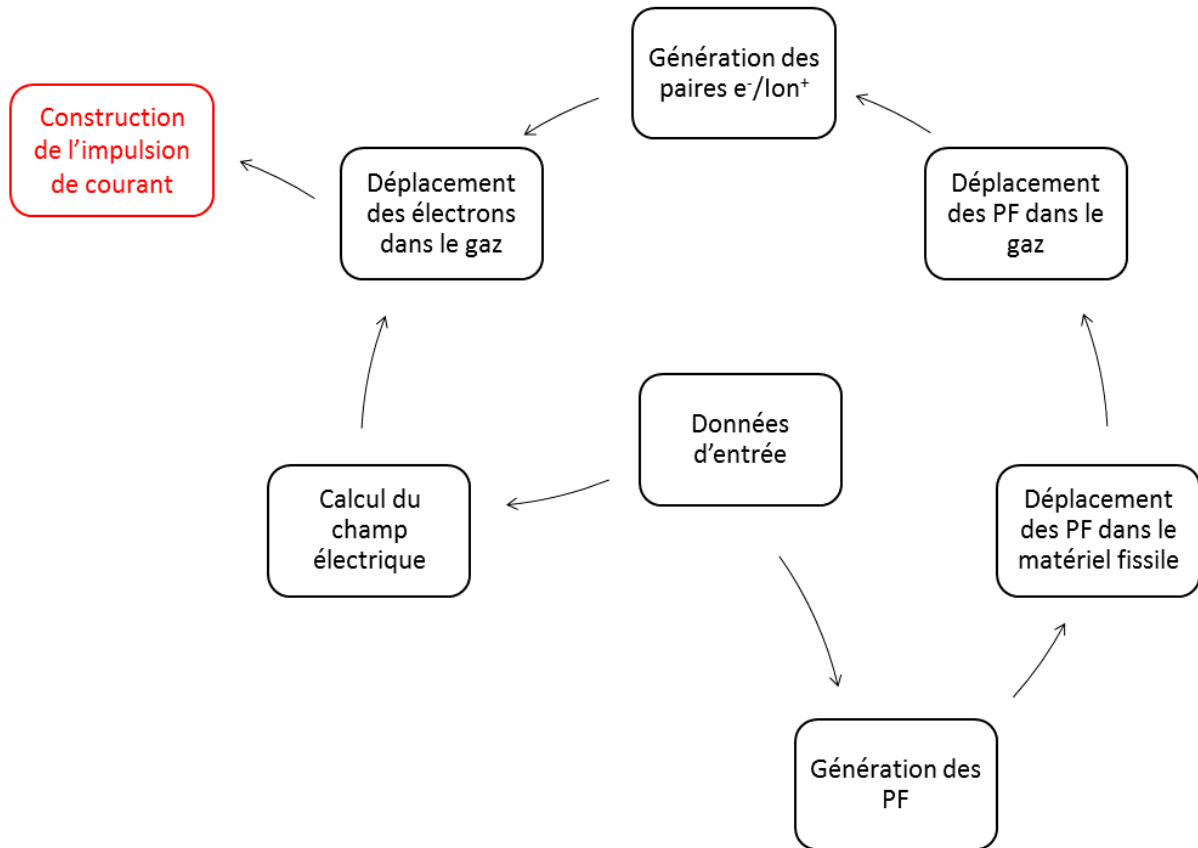 Génération des
paires e⁻/Ion⁺
Construction
de l’impulsion
de courant
Déplacement
des électrons
dans le gaz
Déplacement
des PF dans le
gaz
Données
d’entrée
Calcul du
champ
électrique
Déplacement
des PF dans le
matériel fissile
Génération des
PF